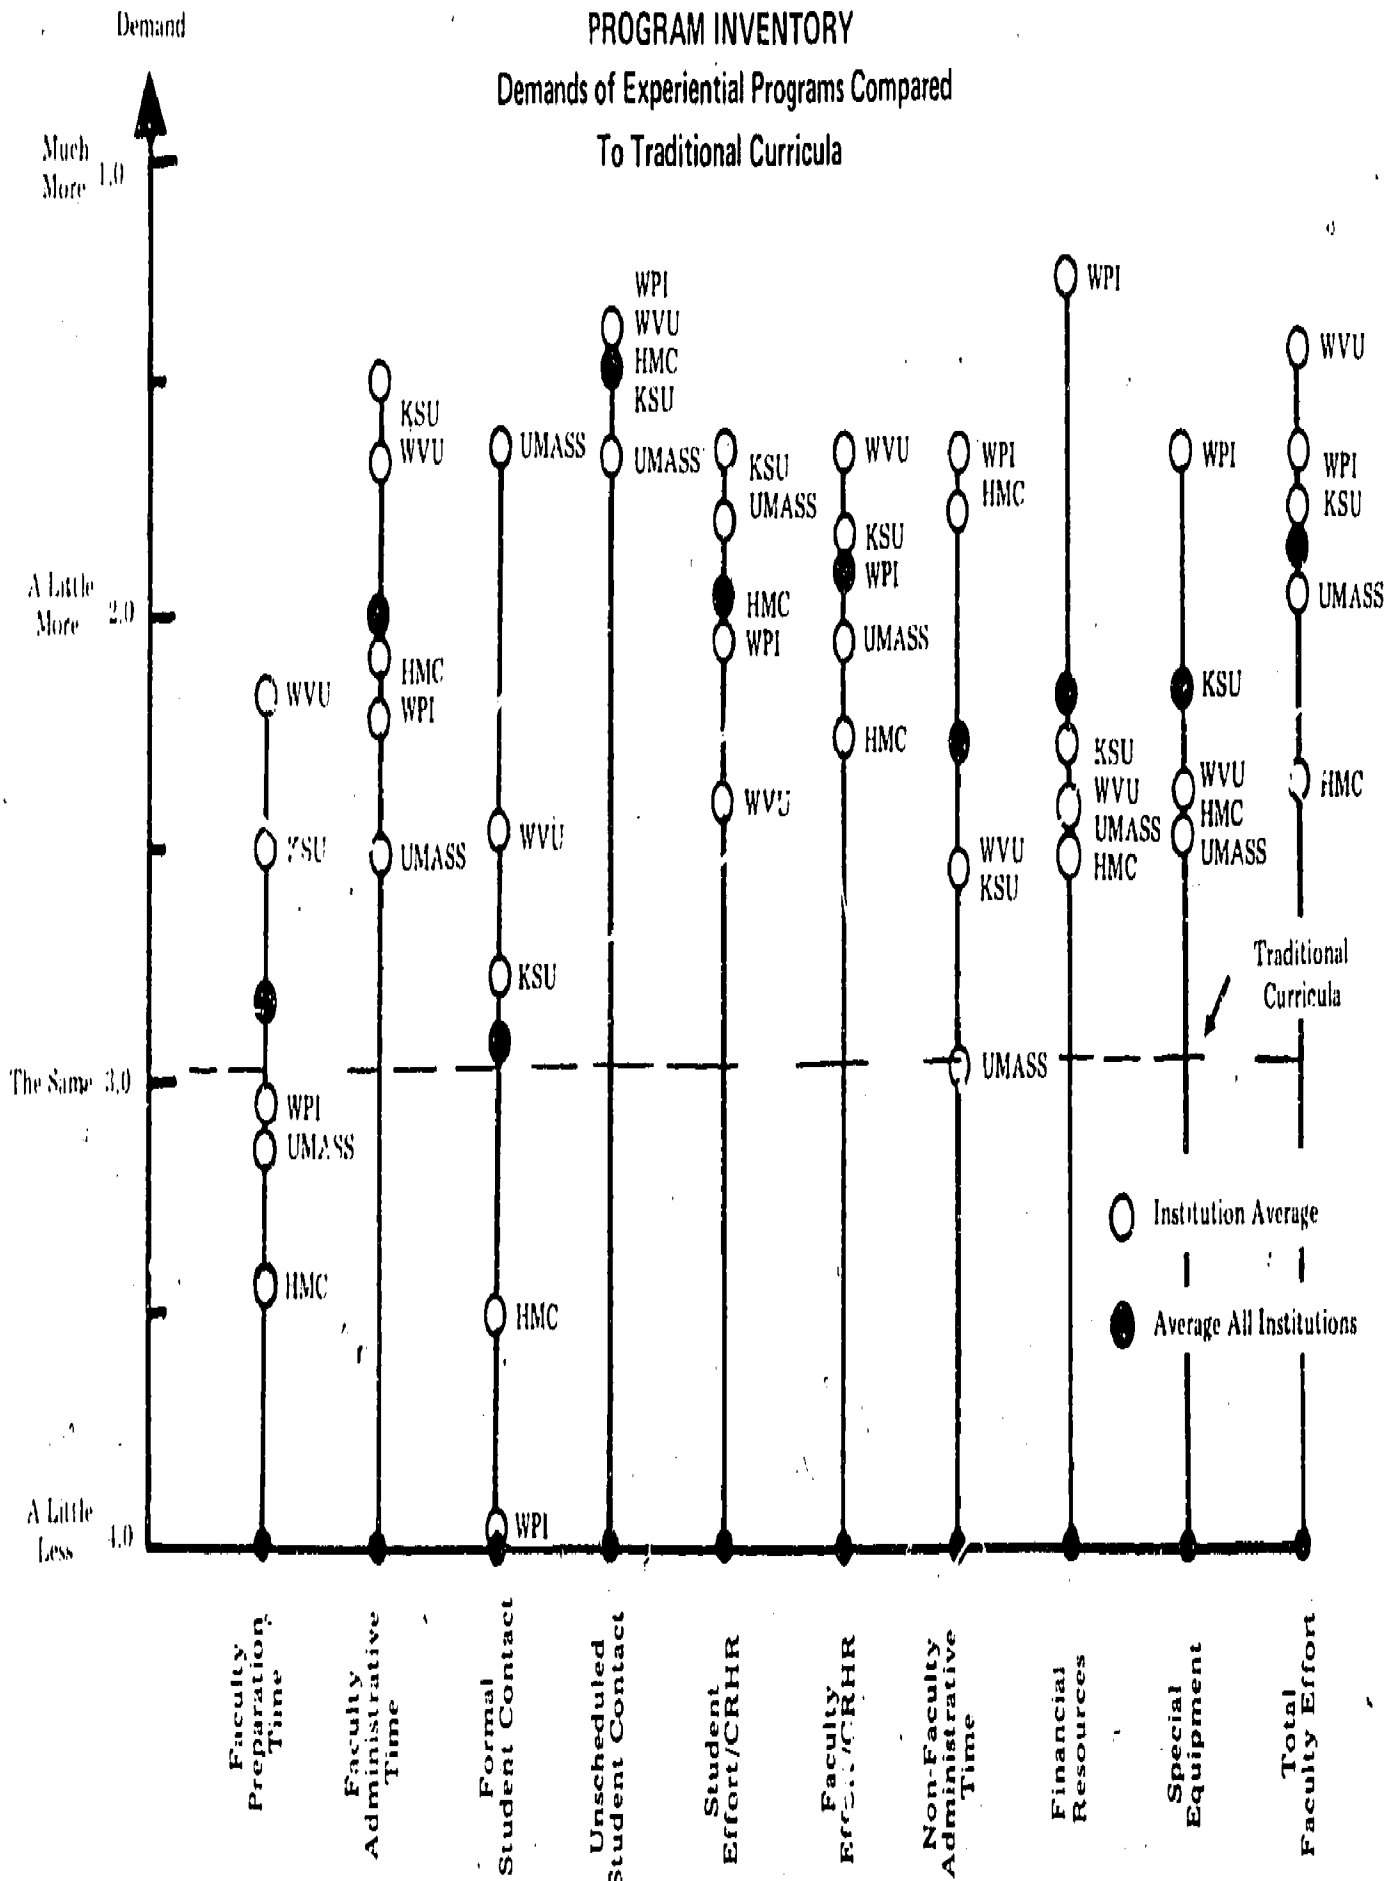 Demand
PROGRAM INVENTORY
Demands of Experiential Programs Compared
To Traditional Curricula
Much
More 1.0
A Little
More 2.0
The Same 3.0
A Little
Less 4.0
WVU
KSU
WPI
UMASS
HMC
KSU
WVU
HMC
WPI
UMASS
UMASS
WVU
KSU
HMC
WPI
WPI
WVU
HMC
KSU
UMASS
KSU
UMASS
HMC
WPI
WVU
WVU
KSU
WPI
UMASS
HMC
WPI
HMC
WVU
KSU
UMASS
WPI
KSU
WVU
UMASS
HMC
WPI
KSU
WVU
HMC
UMASS
WVU
WPI
KSU
UMASS
HMC
Traditional
Curricula
Institution Average
Average All Institutions
Faculty
Preparation
Time
Faculty
Administrative
Time
Formal
Student Contact
Unscheduled
Student Contact
Student
Effort/CRHR
Faculty
Effort/CRHR
Non-Faculty
Administrative
Time
Financial
Resources
Special
Equipment
Total
Faculty Effort